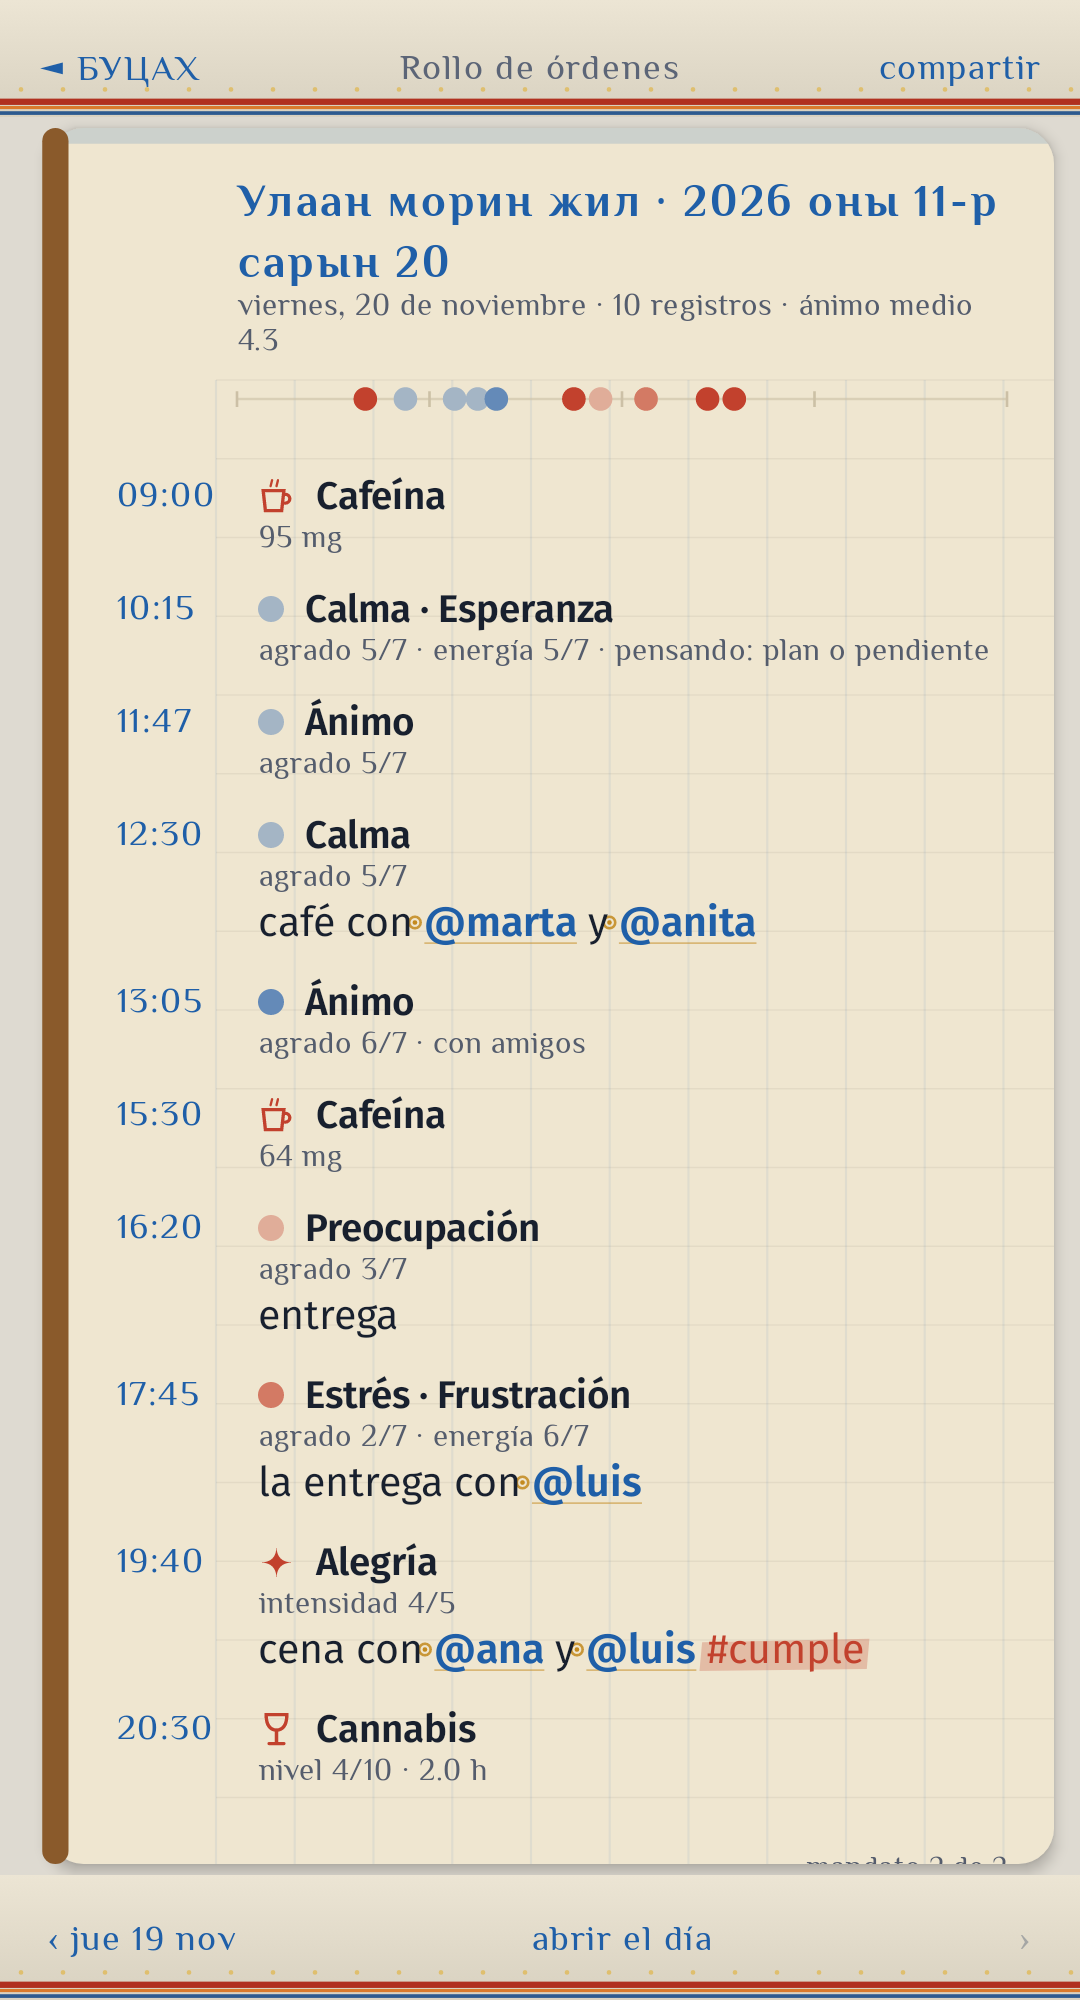 ◄ БУЦАХ
Rollo de órdenes
compartir
Улаан морин жил · 2026 оны 11-р
сарын 20
viernes, 20 de noviembre · 10 registros · ánimo medio
4.3
09:00 Cafeína
95 mg
10:15 Calma · Esperanza
agrado 5/7 · energía 5/7 · pensando: plan o pendiente
11:47 Ánimo
agrado 5/7
12:30 Calma
agrado 5/7
café con @marta y @anita
13:05 Ánimo
agrado 6/7 · con amigos
15:30 Cafeína
64 mg
16:20 Preocupación
agrado 3/7
entrega
17:45 Estrés · Frustración
agrado 2/7 · energía 6/7
la entrega con @luis
19:40 Alegría
intensidad 4/5
cena con @ana y @luis #cumple
20:30 Cannabis
nivel 4/10 · 2.0 h
‹ jue 19 nov
abrir el día
›